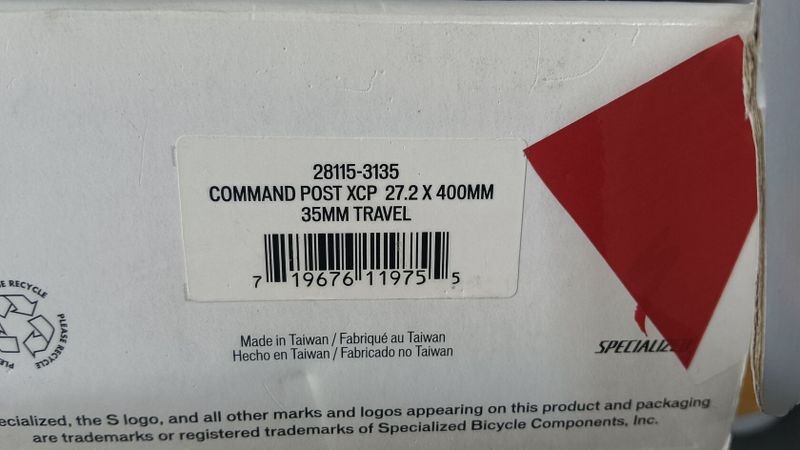 28115-3135
COMMAND POST XCP 27.2 X 400MM
35MM TRAVEL
7 19676 11975 5
RECYCLE
PLEASE RECYCLE
Made in Taiwan / Fabriqué au Taiwan
Hecho en Taiwan / Fabricado no Taiwan
SPECIALIZED
the S logo, and all other marks and logos appearing on this product and packaging
are trademarks or registered trademarks of Specialized Bicycle Components, Inc.